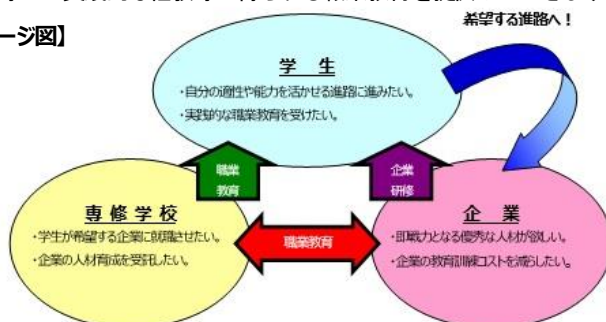 希望する進路へ！
ージ図】
学 生
・自分の適性や能力を活かせる進路に進みたい。
・実践的な職業教育を受けたい。
職業
教育
企業
研修
専 修 学 校
・学生が希望する企業に就職させたい。
・企業の人材育成を受託したい。
職業教育
企 業
・即戦力となる優秀な人材が欲しい。
・企業の教育訓練コストを減らしたい。